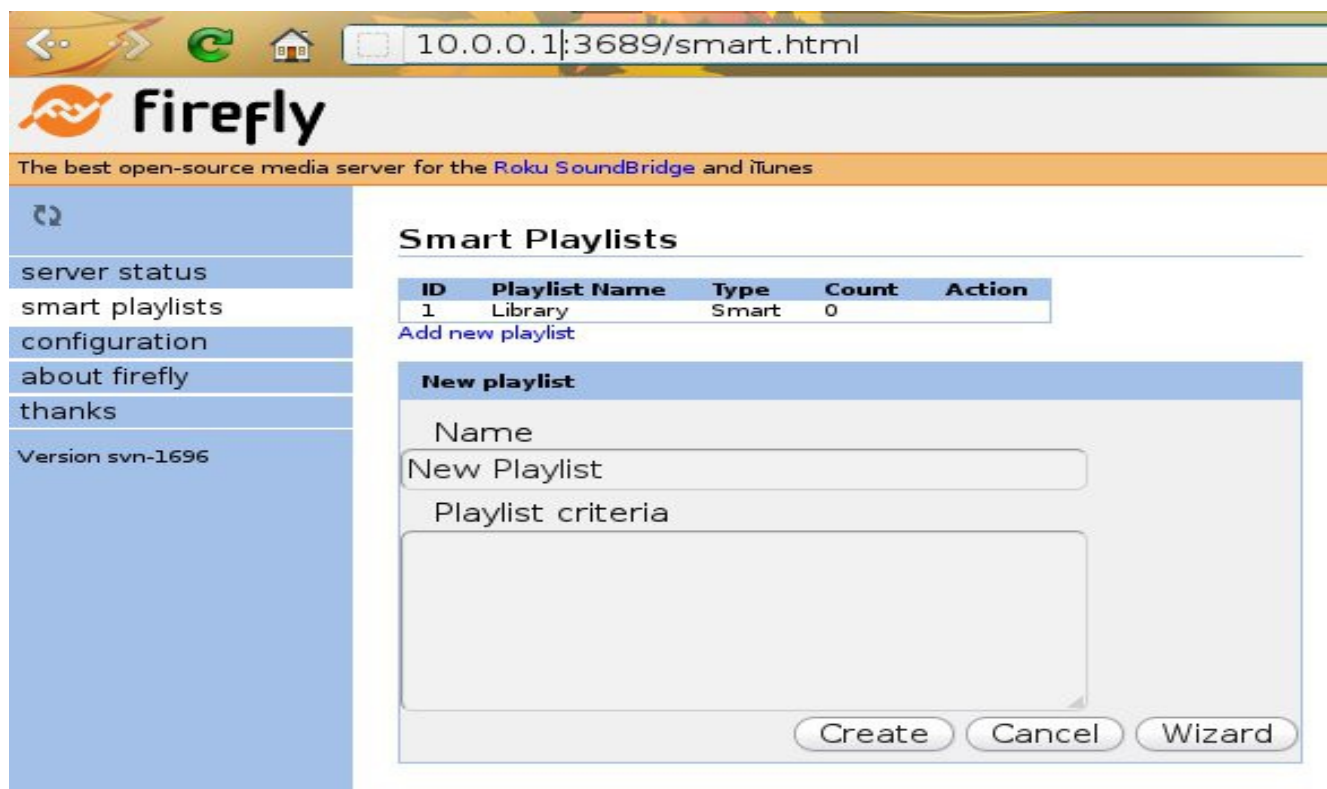 10.0.0.1:3689/smart.html
firefly
The best open-source media server for the Roku SoundBridge and iTunes
server status
smart playlists
configuration
about firefly
thanks
Version svn-1696
Smart Playlists
ID Playlist Name Type Count Action
1 Library Smart 0
Add new playlist
New playlist
Name
New Playlist
Playlist criteria
Create Cancel Wizard